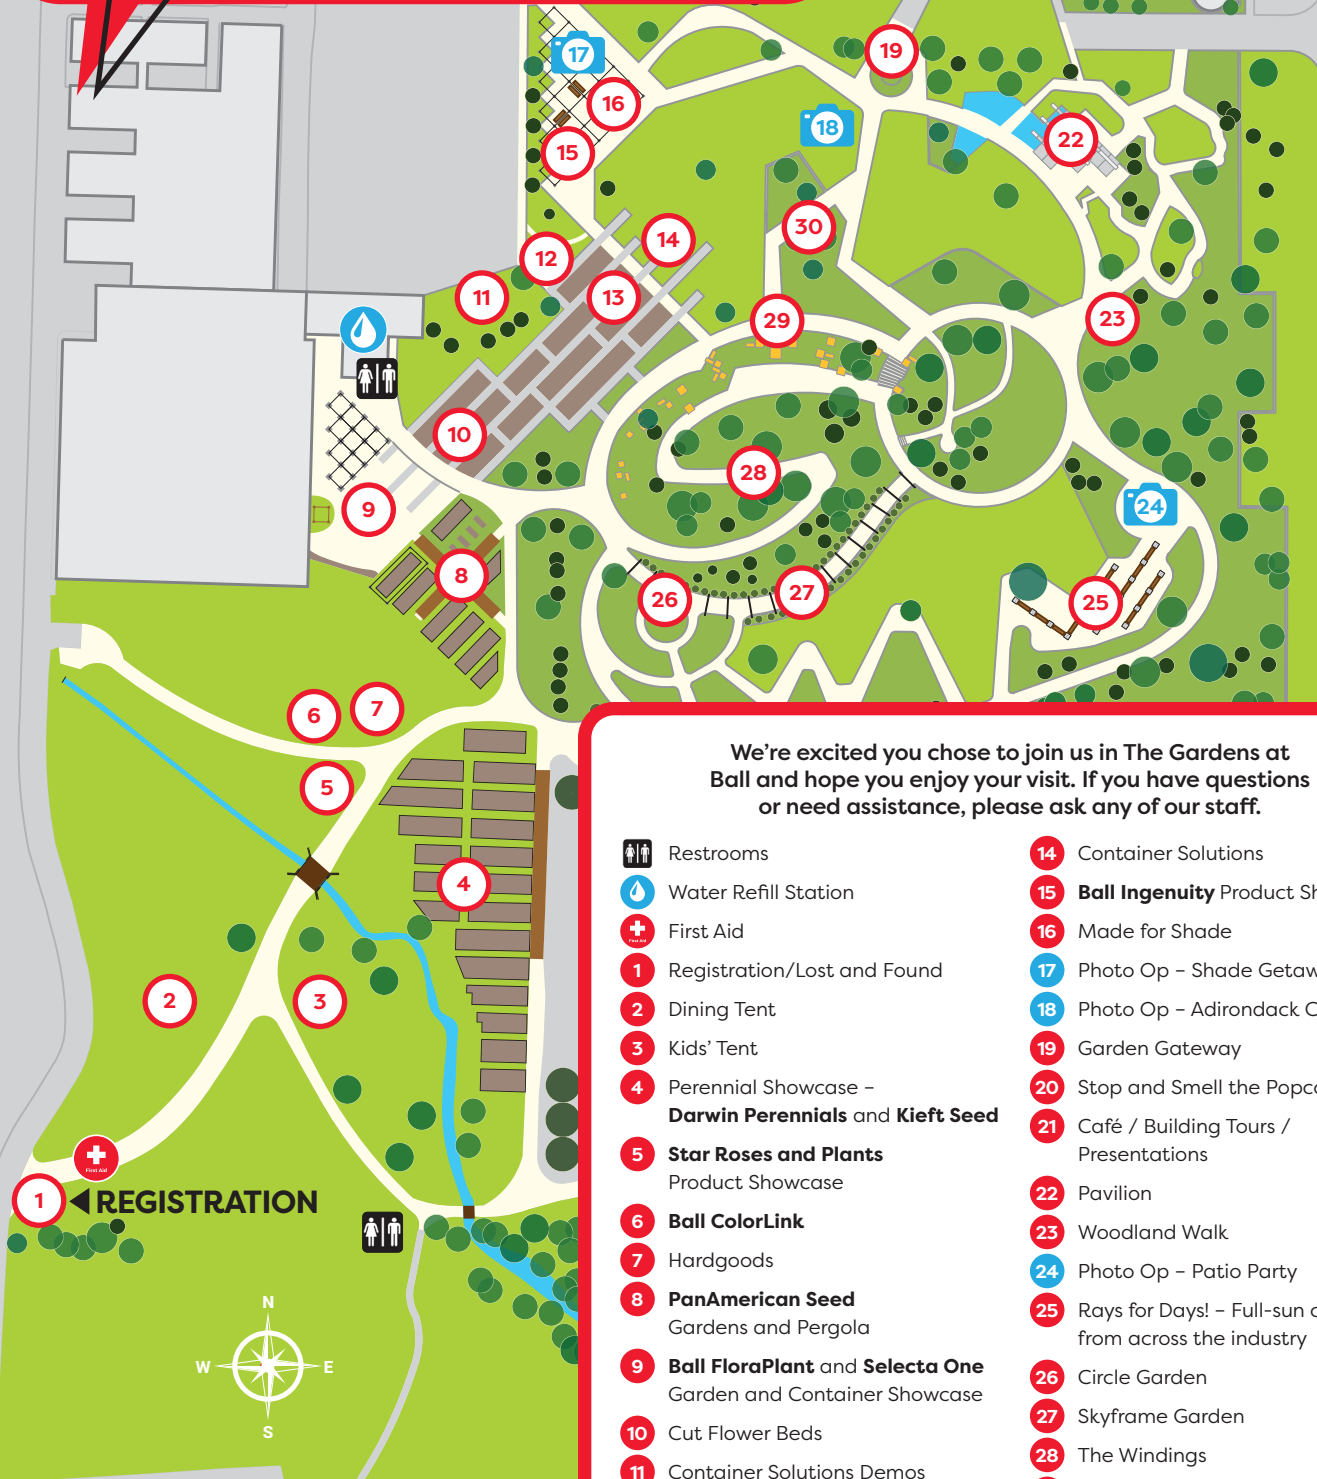 17
16
15
19
18
22
30
14
12
13
11
29
23
10
28
9
24
8
26
27
25
6
7
5
4
2
3
First Aid
1
REGISTRATION
N
W
E
S
We're excited you chose to join us in The Gardens at
Ball and hope you enjoy your visit. If you have questions
or need assistance, please ask any of our staff.
Restrooms
Water Refill Station
First Aid
First Aid
1 Registration/Lost and Found
2 Dining Tent
3 Kids' Tent
4 Perennial Showcase –
Darwin Perennials and Kieft Seed
5 Star Roses and Plants
Product Showcase
6 Ball ColorLink
7 Hardgoods
8 PanAmerican Seed
Gardens and Pergola
9 Ball FloraPlant and Selecta One
Garden and Container Showcase
10 Cut Flower Beds
11 Container Solutions Demos
14 Container Solutions
15 Ball Ingenuity Product
16 Made for Shade
17 Photo Op – Shade
18 Photo Op – Adirondack
19 Garden Gateway
20 Stop and Smell the
21 Café / Building Tours /
Presentations
22 Pavilion
23 Woodland Walk
24 Photo Op – Patio Party
25 Rays for Days! – Full-sun
from across the industry
26 Circle Garden
27 Skyframe Garden
28 The Windings